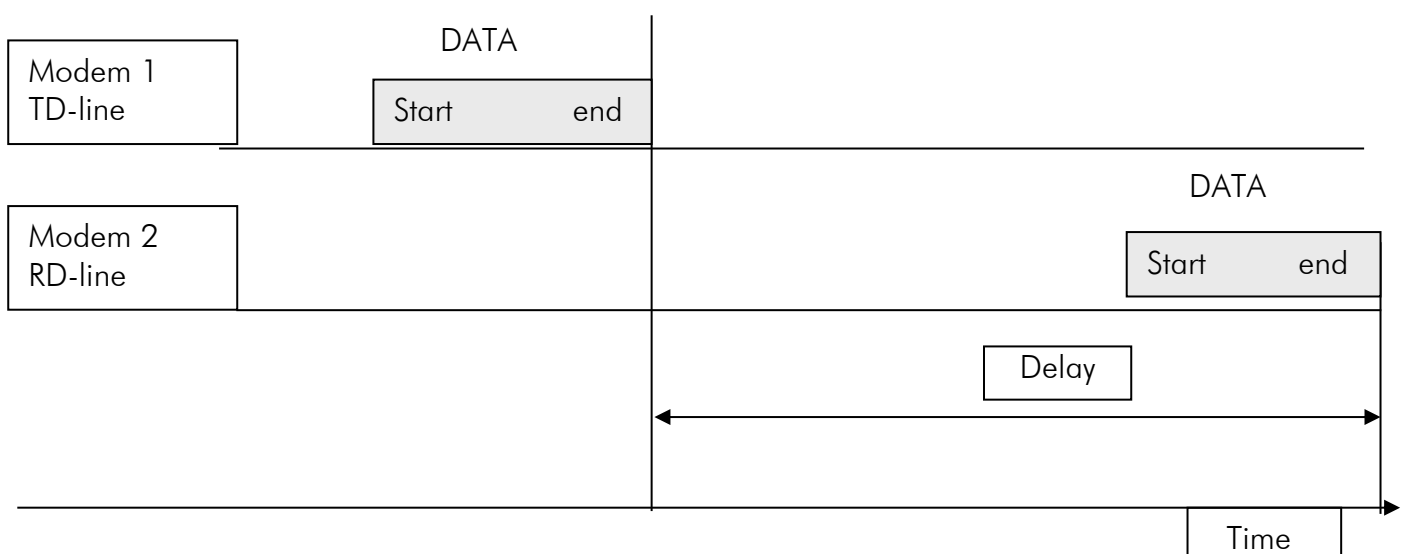 DATA
Modem 1
TD-line
Start end
DATA
Modem 2
RD-line
Start end
Delay
Time